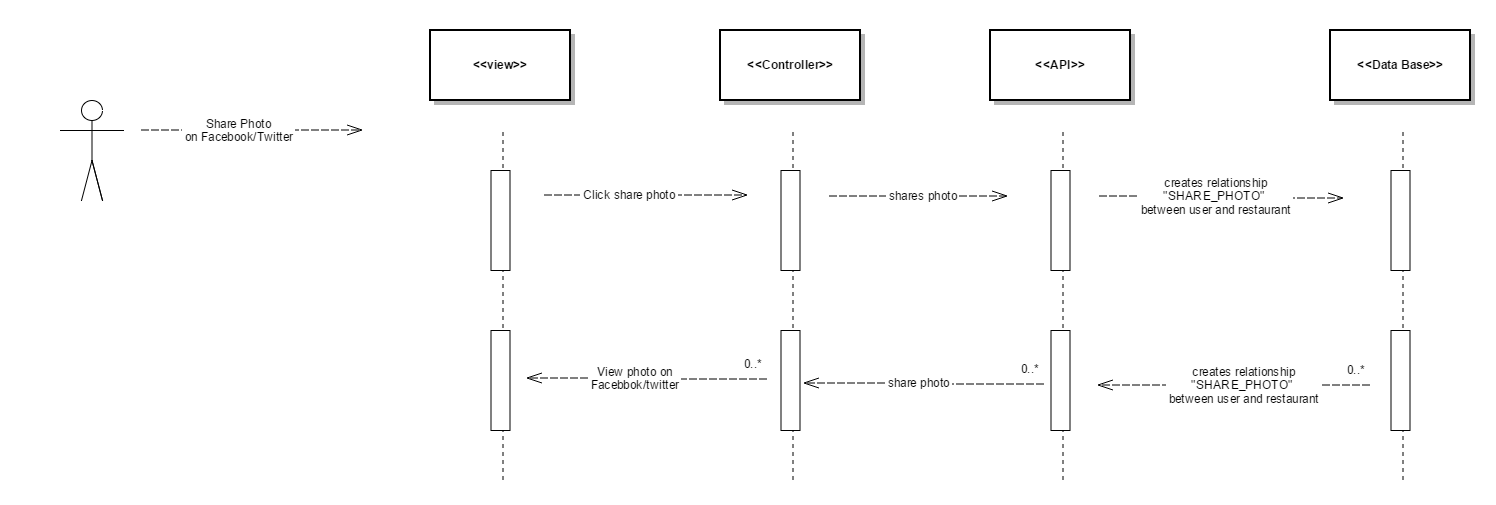 <<view>>
<<Controller>>
<<API>>
<<Data Base>>
Share Photo
on Facebook/Twitter
Click share photo
shares photo
creates relationship
"SHARE_PHOTO"
between user and restaurant
View photo on
Facebbok/twitter
0..*
share photo
0..*
creates relationship
"SHARE_PHOTO"
between user and restaurant
0..*